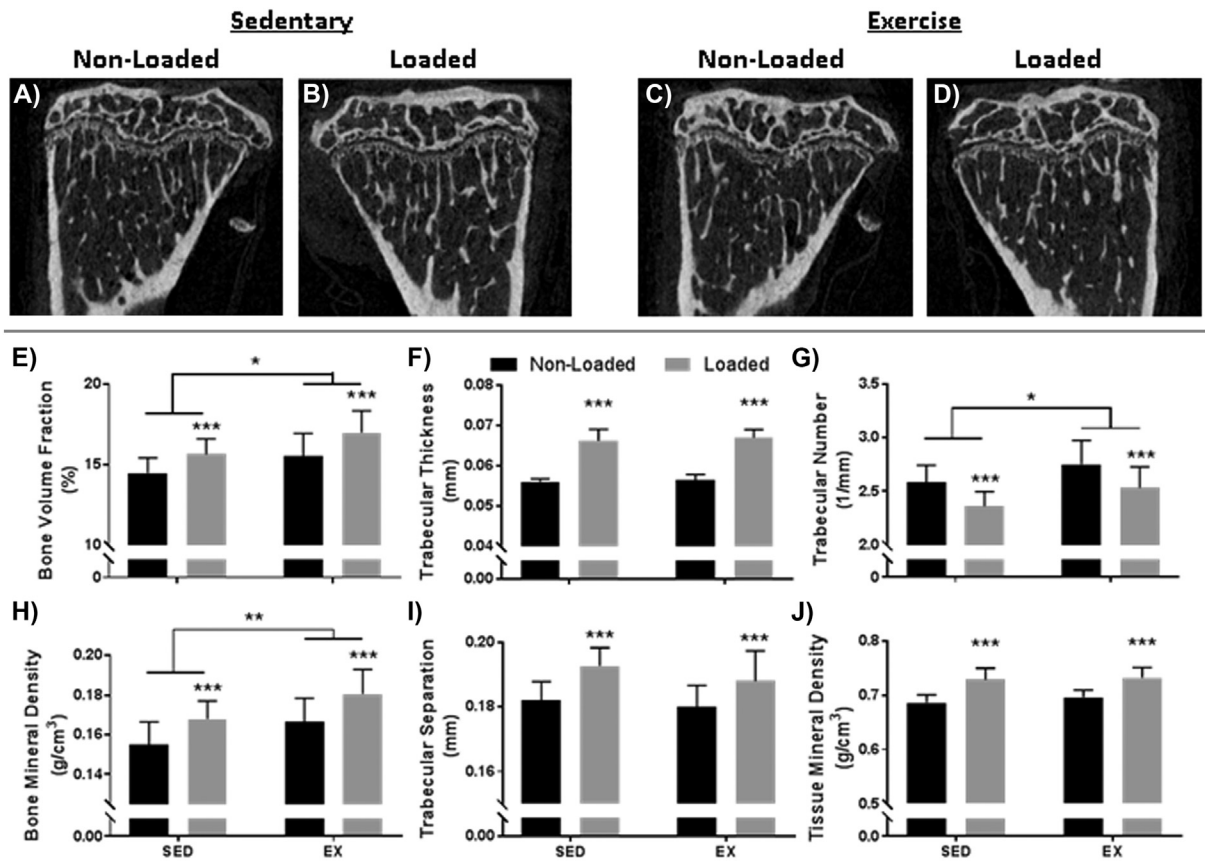 Sedentary Exercise
Non-Loaded Loaded Non-Loaded Loaded
A) B) C) D)
E) F) G)
Non-Loaded Loaded
Bone Volume Fraction
(%)
20
15
10
0
*
***
***
Trabecular Thickness
(mm)
0.08
0.07
0.06
0.05
0.04
0.00
***
***
Trabecular Number
(1/mm)
3.5
3.0
2.5
2.0
0
*
***
***
H) I) J)
Bone Mineral Density
(g/cm³)
0.20
0.18
0.16
0.14
0.00
**
***
***
SED EX
Trabecular Separation
(mm)
0.20
0.18
0.16
0.00
***
***
SED EX
Tissue Mineral Density
(g/cm³)
0.8
0.7
0.6
0.5
0.0
***
***
SED EX